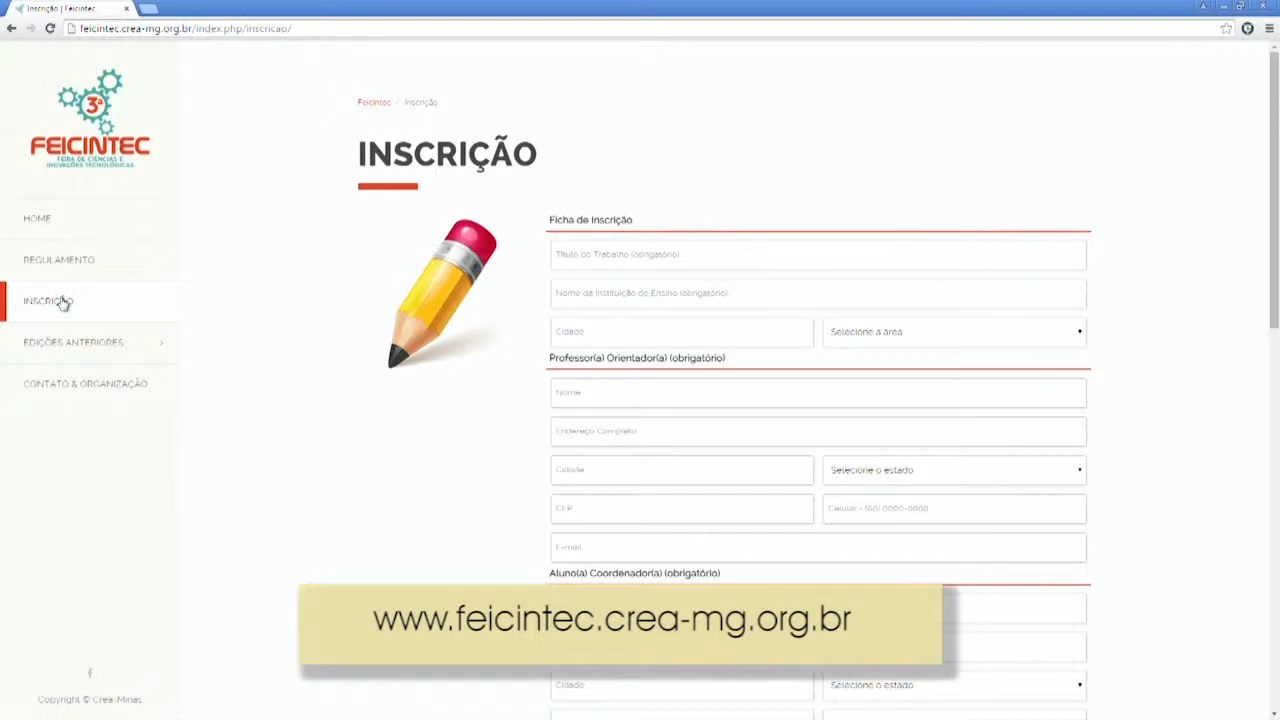 Inscrição | Feicintec
feicintec.crea-mg.org.br/index.php/inscricao/
3ª
FEICINTEC
FEIRA DE CIÊNCIAS E
INOVAÇÕES TECNOLÓGICAS
HOME
REGULAMENTO
INSCRIÇÃO
EDIÇÕES ANTERIORES
CONTATO & ORGANIZAÇÃO
Copyright © Crea-Minas.
Feicintec / Inscrição
INSCRIÇÃO
Ficha de Inscrição
Título do Trabalho (obrigatório)
Nome da Instituição de Ensino (obrigatório)
Cidade
Selecione a área
Professor(a) Orientador(a) (obrigatório)
Nome
Endereço Completo
Cidade
Selecione o estado
CEP
Celular - (00) 0000-0000
E-mail
Aluno(a) Coordenador(a) (obrigatório)
www.feicintec.crea-mg.org.br
Cidade
Selecione o estado